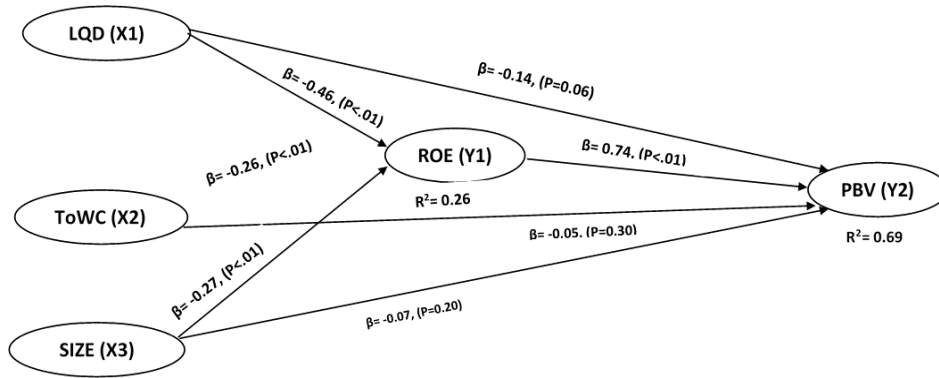 LQD (X1)
β= -0.14, (P=0.06)
β= -0.46, (P<.01)
β= -0.26, (P<.01)
ROE (Y1)
β= 0.74. (P<.01)
PBV (Y2)
R²= 0.26
ToWC (X2)
β= -0.05. (P=0.30)
R²= 0.69
β= -0.27, (P<.01)
β= -0.07, (P=0.20)
SIZE (X3)